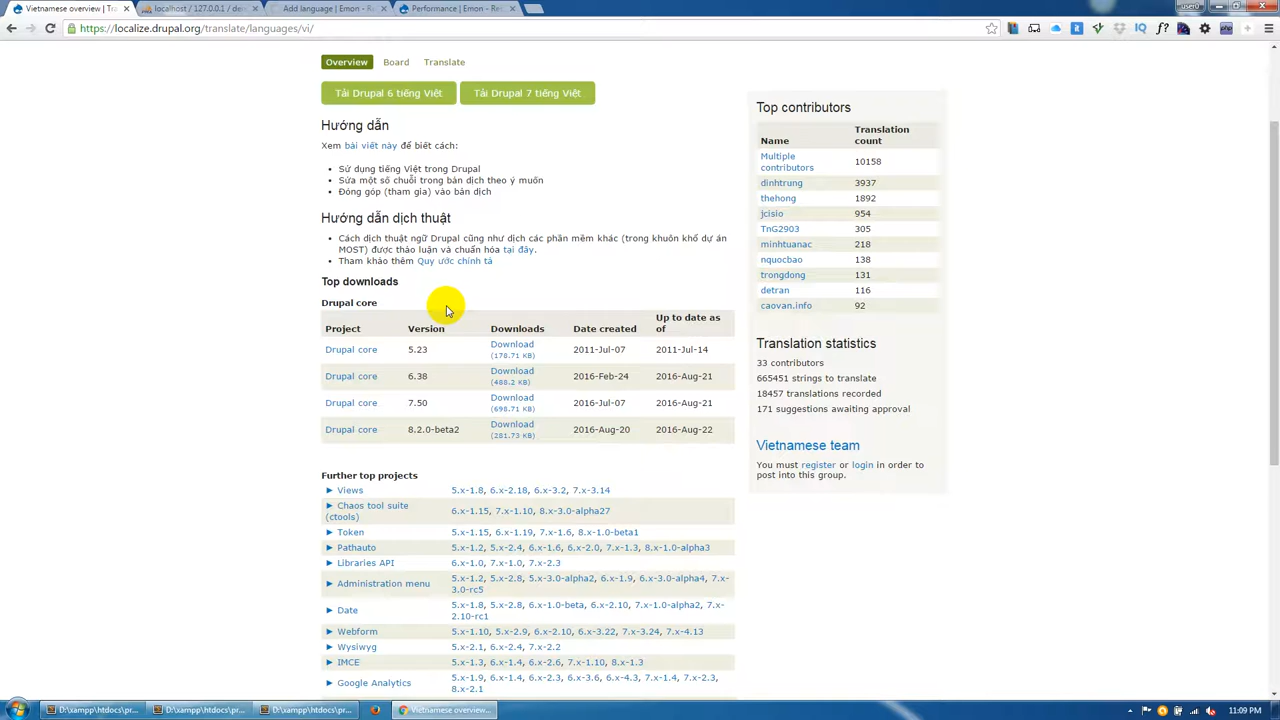 Vietnamese overview | Tra
localhost / 127.0.0.1 / d
Add language | Emon - Re
Performance | Emon - Res
user0
https://localize.drupal.org/translate/languages/vi/
Overview Board Translate
Tải Drupal 6 tiếng Việt Tải Drupal 7 tiếng Việt
Hướng dẫn
Xem bài viết này để biết cách:
Sử dụng tiếng Việt trong Drupal
Sửa một số chuỗi trong bản dịch theo ý muốn
Đóng góp (tham gia) vào bản dịch
Hướng dẫn dịch thuật
Cách dịch thuật ngữ Drupal cũng như dịch các phần mềm khác (trong khuôn khổ dự án
MOST) được thảo luận và chuẩn hóa tại đây.
Tham khảo thêm Quy ước chính tả
Top downloads
Drupal core
Project Version Downloads Date created Up to date as
of
Drupal core 5.23 Download 2011-Jul-07 2011-Jul-14
(178.71 KB)
Drupal core 6.38 Download 2016-Feb-24 2016-Aug-21
(488.2 KB)
Drupal core 7.50 Download 2016-Jul-07 2016-Aug-21
(698.71 KB)
Drupal core 8.2.0-beta2 Download 2016-Aug-20 2016-Aug-22
(281.73 KB)
Further top projects
► Views 5.x-1.8, 6.x-2.18, 6.x-3.2, 7.x-3.14
► Chaos tool suite
(ctools) 6.x-1.15, 7.x-1.10, 8.x-3.0-alpha27
► Token 5.x-1.15, 6.x-1.19, 7.x-1.6, 8.x-1.0-beta1
► Pathauto 5.x-1.2, 5.x-2.4, 6.x-1.6, 6.x-2.0, 7.x-1.3, 8.x-1.0-alpha3
► Libraries API 6.x-1.0, 7.x-1.0, 7.x-2.3
► Administration menu 5.x-1.2, 5.x-2.8, 5.x-3.0-alpha2, 6.x-1.9, 6.x-3.0-alpha4, 7.x-
3.0-rc5
► Date 5.x-1.8, 5.x-2.8, 6.x-1.0-beta, 6.x-2.10, 7.x-1.0-alpha2, 7.x-
2.10-rc1
► Webform 5.x-1.10, 5.x-2.9, 6.x-2.10, 6.x-3.22, 7.x-3.24, 7.x-4.13
► Wysiwyg 5.x-2.1, 6.x-2.4, 7.x-2.2
► IMCE 5.x-1.3, 6.x-1.4, 6.x-2.6, 7.x-1.10, 8.x-1.3
► Google Analytics 5.x-1.9, 6.x-1.4, 6.x-2.3, 6.x-3.6, 6.x-4.3, 7.x-1.4, 7.x-2.3,
8.x-2.1
Top contributors
Name Translation
count
Multiple
contributors 10158
dinhtrung 3937
thehong 1892
jcisio 954
TnG2903 305
minhtuanac 218
nquocbao 138
trongdong 131
detran 116
caovan.info 92
Translation statistics
33 contributors
665451 strings to translate
18457 translations recorded
171 suggestions awaiting approval
Vietnamese team
You must register or login in order to
post into this group.
D:\xampp\htdocs\pr...
D:\xampp\htdocs\pr...
D:\xampp\htdocs\pr...
Vietnamese overview...
11:09 PM